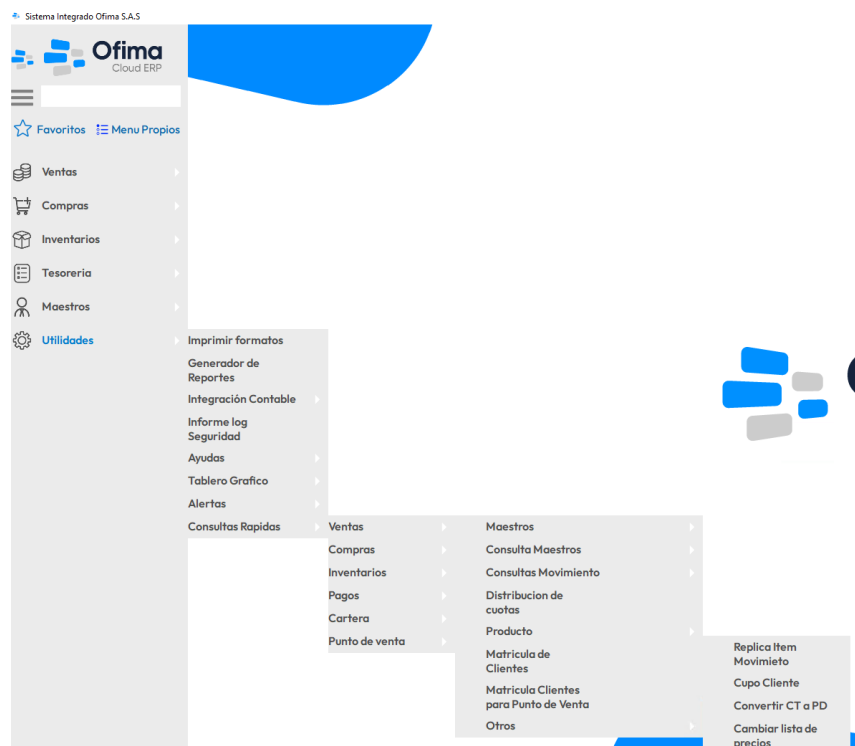 Sistema Integrado Ofima S.A.S
Ofima
Cloud ERP
Favoritos
Menu Propios
Ventas
Compras
Inventarios
Tesoreria
Maestros
Utilidades
Imprimir formatos
Generador de
Reportes
Integración Contable
Informe log
Seguridad
Ayudas
Tablero Grafico
Alertas
Consultas Rapidas
Ventas
Compras
Inventarios
Pagos
Cartera
Punto de venta
Maestros
Consulta Maestros
Consultas Movimiento
Distribucion de
cuotas
Producto
Matricula de
Clientes
Matricula Clientes
para Punto de Venta
Otros
Replica Item
Movimieto
Cupo Cliente
Convertir CT a PD
Cambiar lista de
precios